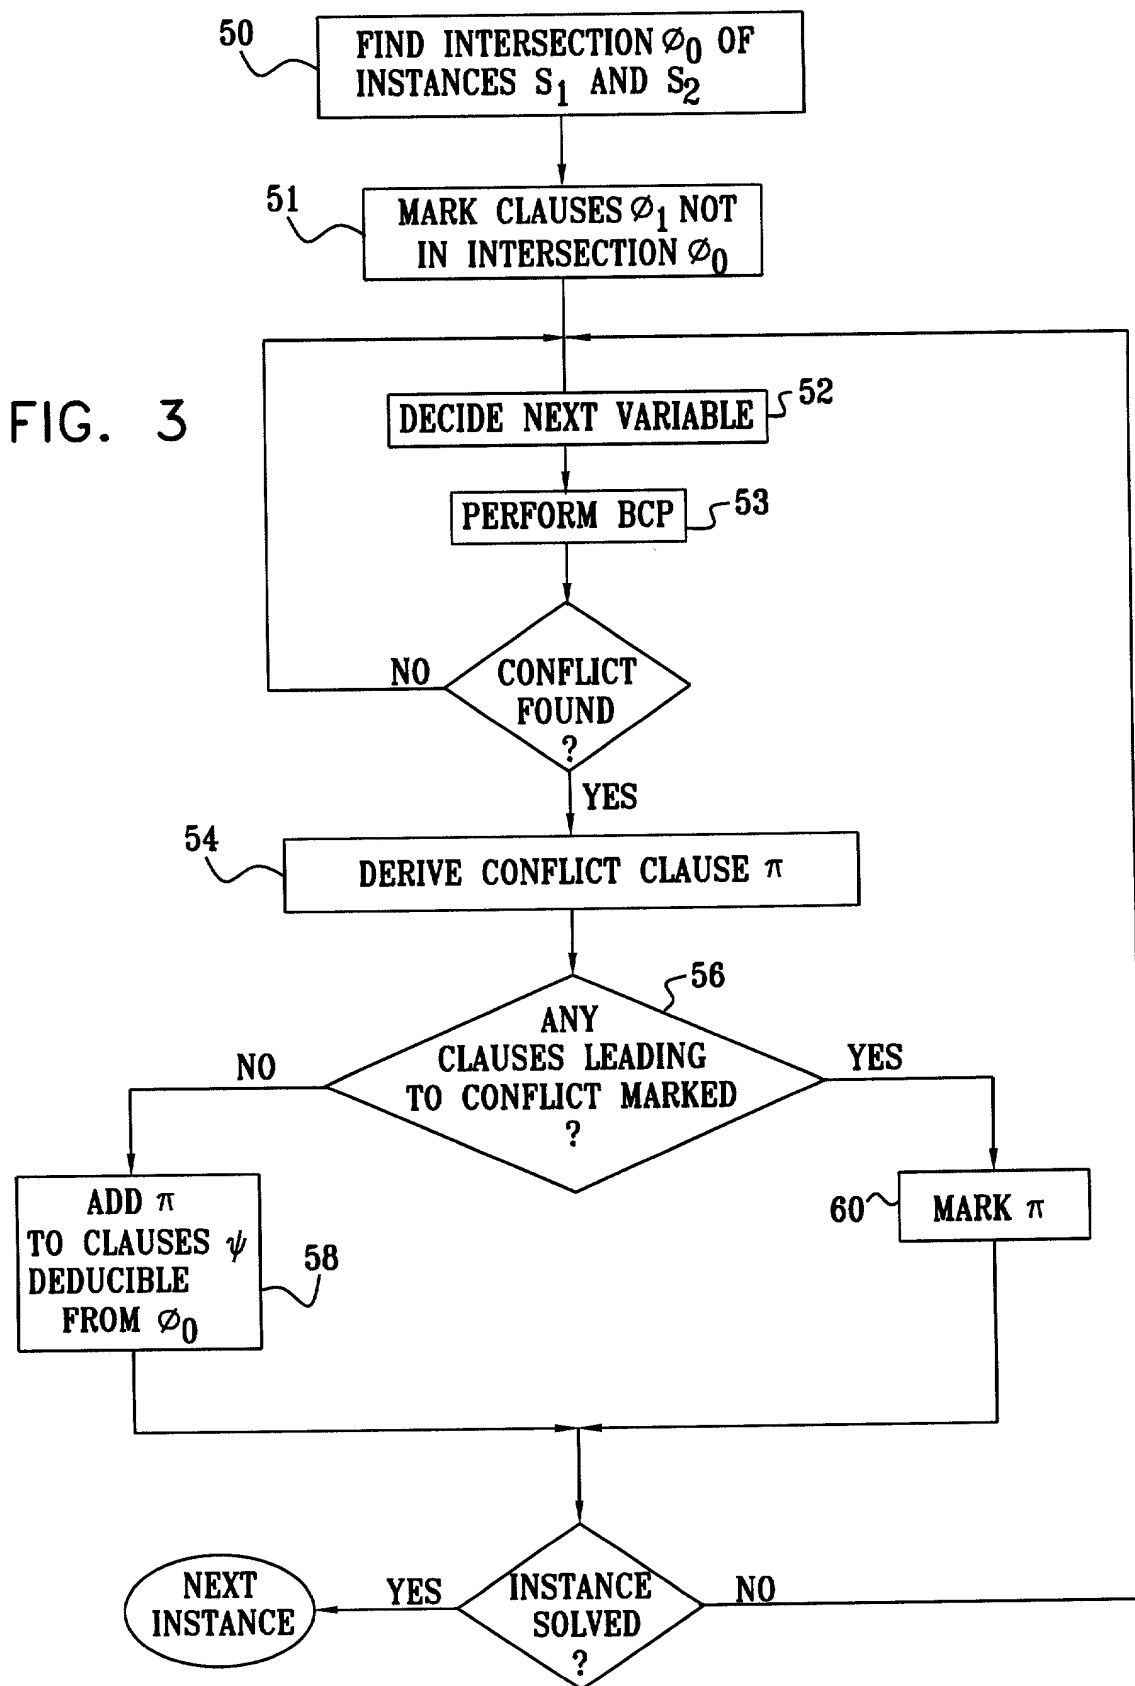 50
FIND INTERSECTION ∅0 OF
INSTANCES S1 AND S2
51
MARK CLAUSES ∅1 NOT
IN INTERSECTION ∅0
FIG. 3
DECIDE NEXT VARIABLE
52
PERFORM BCP
53
NO
CONFLICT
FOUND
?
YES
54
DERIVE CONFLICT CLAUSE π
56
ANY
CLAUSES LEADING
TO CONFLICT MARKED
?
NO
YES
ADD π
TO CLAUSES ψ
DEDUCIBLE
FROM ∅0
58
60
MARK π
NEXT
INSTANCE
YES
INSTANCE
SOLVED
?
NO